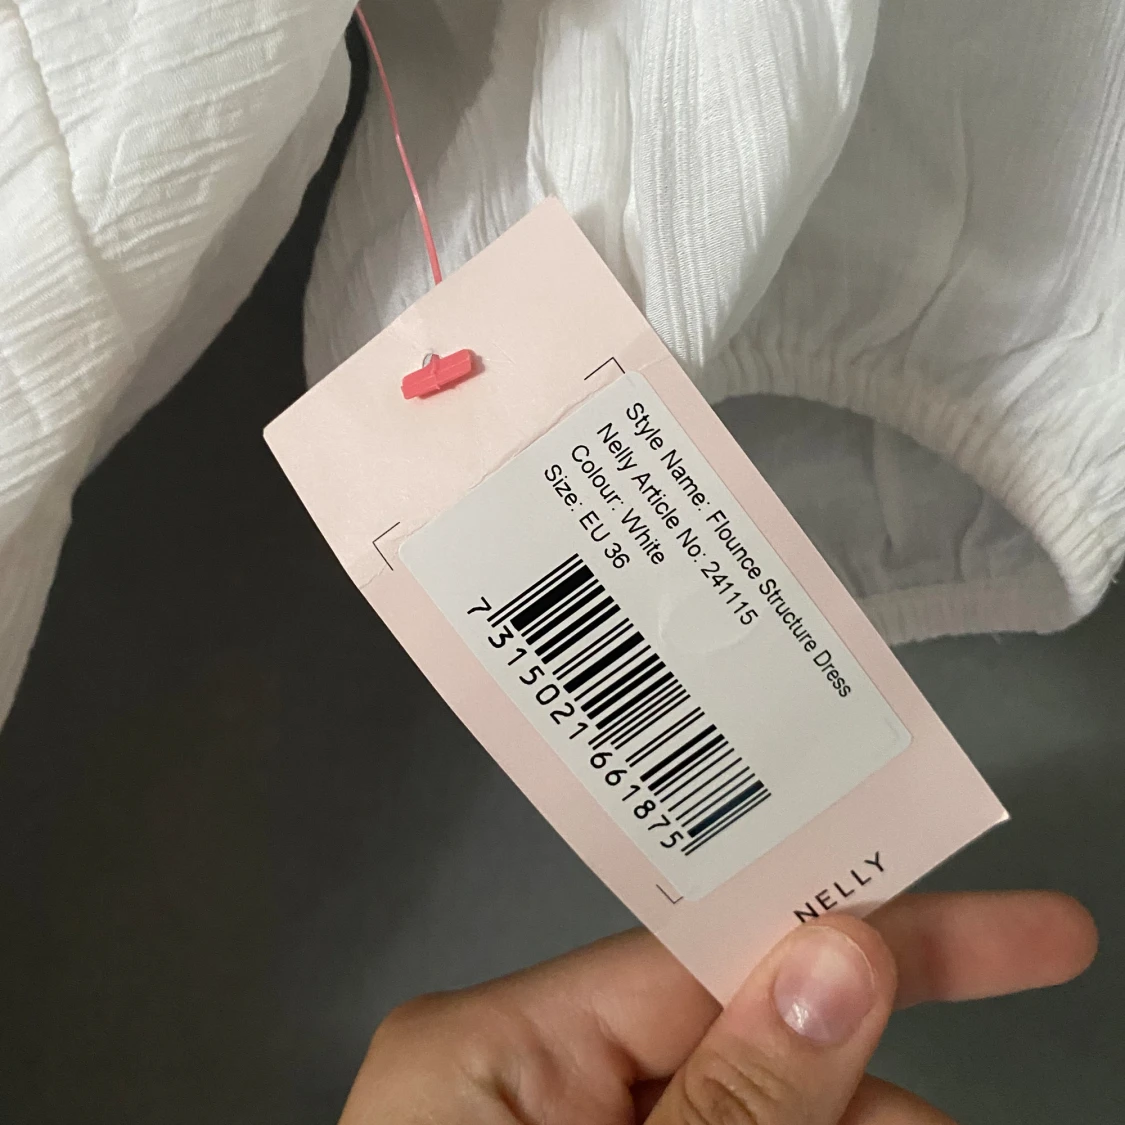 Style Name: Flounce Structure Dress
Nelly Article No: 241115
Colour: White
Size: EU 36
7 315021 661875
NELLY